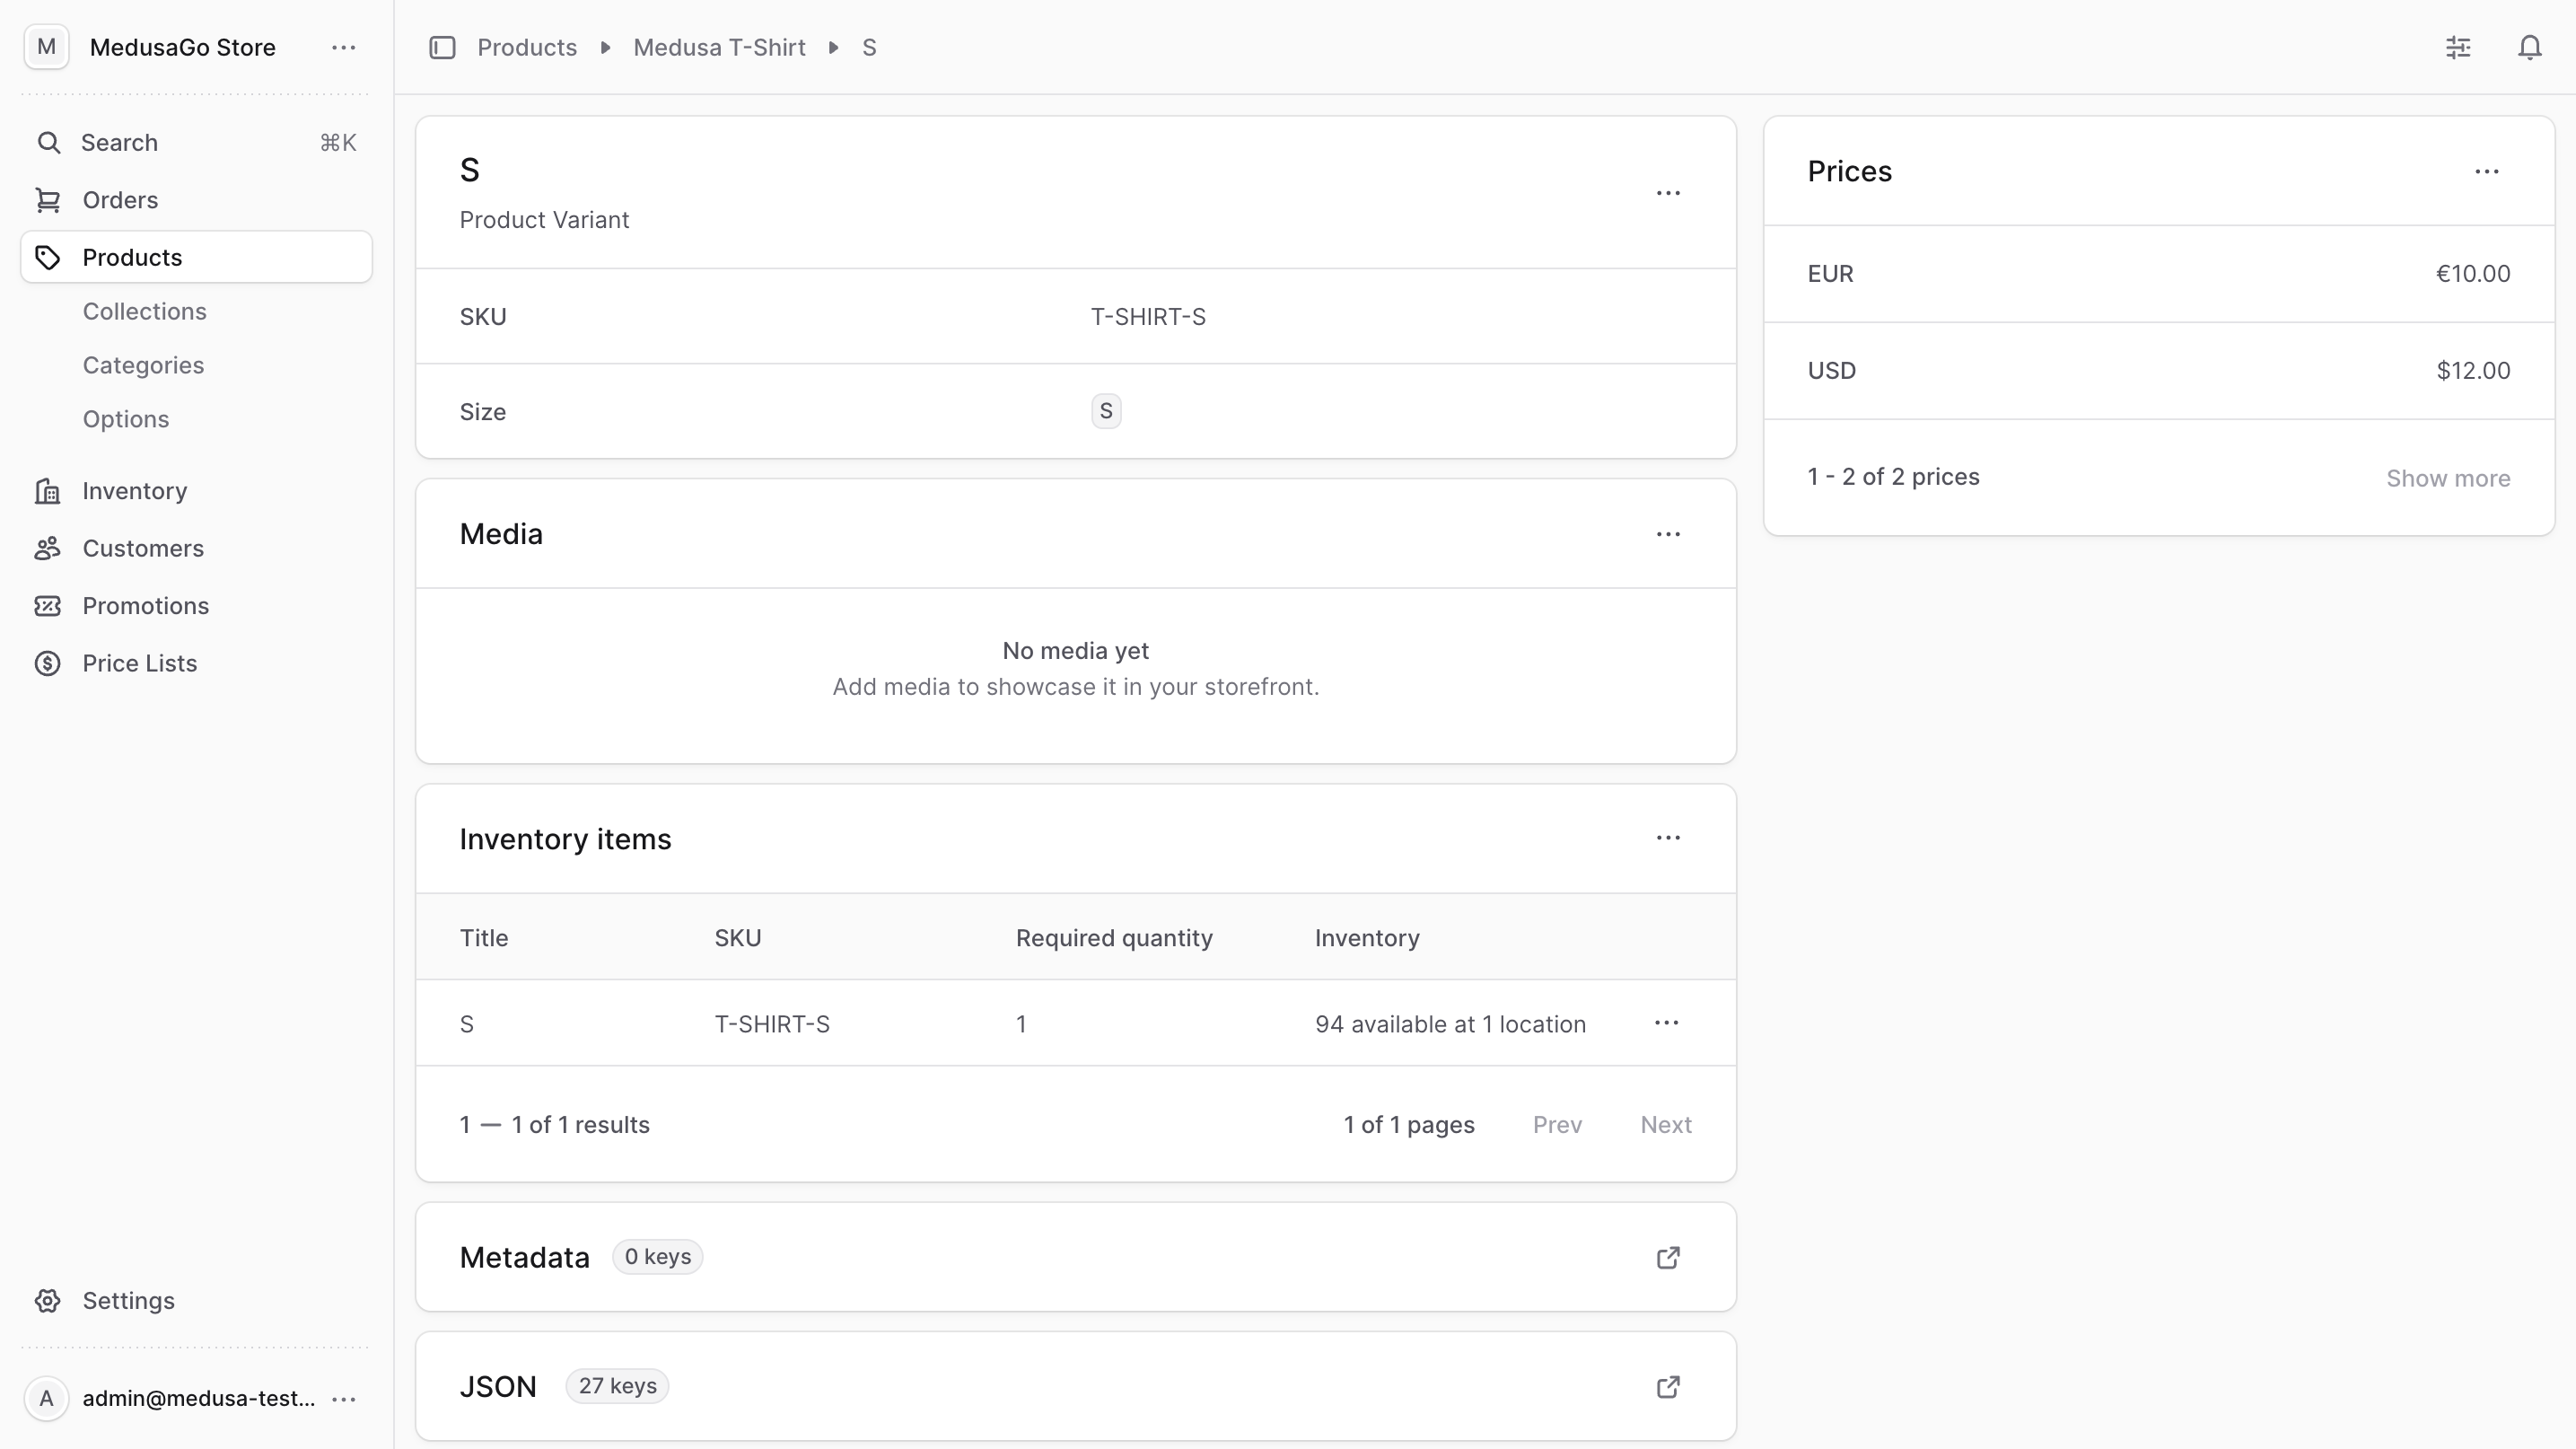 M MedusaGo Store
Search ⌘K
Orders
Products
Collections
Categories
Options
Inventory
Customers
Promotions
Price Lists
Settings
A admin@medusa-test...
Products Medusa T-Shirt S
S
Product Variant
SKU T-SHIRT-S
Size S
Media
No media yet
Add media to showcase it in your storefront.
Inventory items
Title SKU Required quantity Inventory
S T-SHIRT-S 1 94 available at 1 location
1 — 1 of 1 results 1 of 1 pages Prev Next
Metadata 0 keys
JSON 27 keys
Prices
EUR €10.00
USD $12.00
1 - 2 of 2 prices Show more